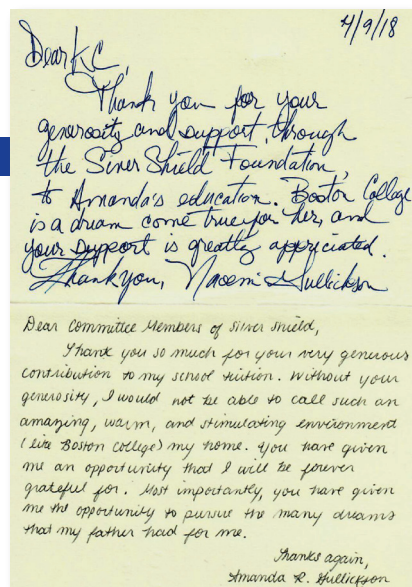 4/9/18
Dear KC,
Thank you for your
generosity and support, through
the Silver Shield Foundation,
to Amanda's education. Boston College
is a dream come true for her, and
your support is greatly appriciated.
Thank you, Naoemi Gullickson
Dear Committee Members of Silver Shield,
Thank you so much for your very generous
contribution to my school tuition. Without your
generosity, I would not be able to call such an
amazing, warm, and stimulating environment
(like Boston College) my home. You have given
me an opportunity that I will be forever
grateful for. Most importantly, you have given
me the opportunity to pursue the many dreams
that my father had for me.
Thanks again,
Amanda R. Gullickson